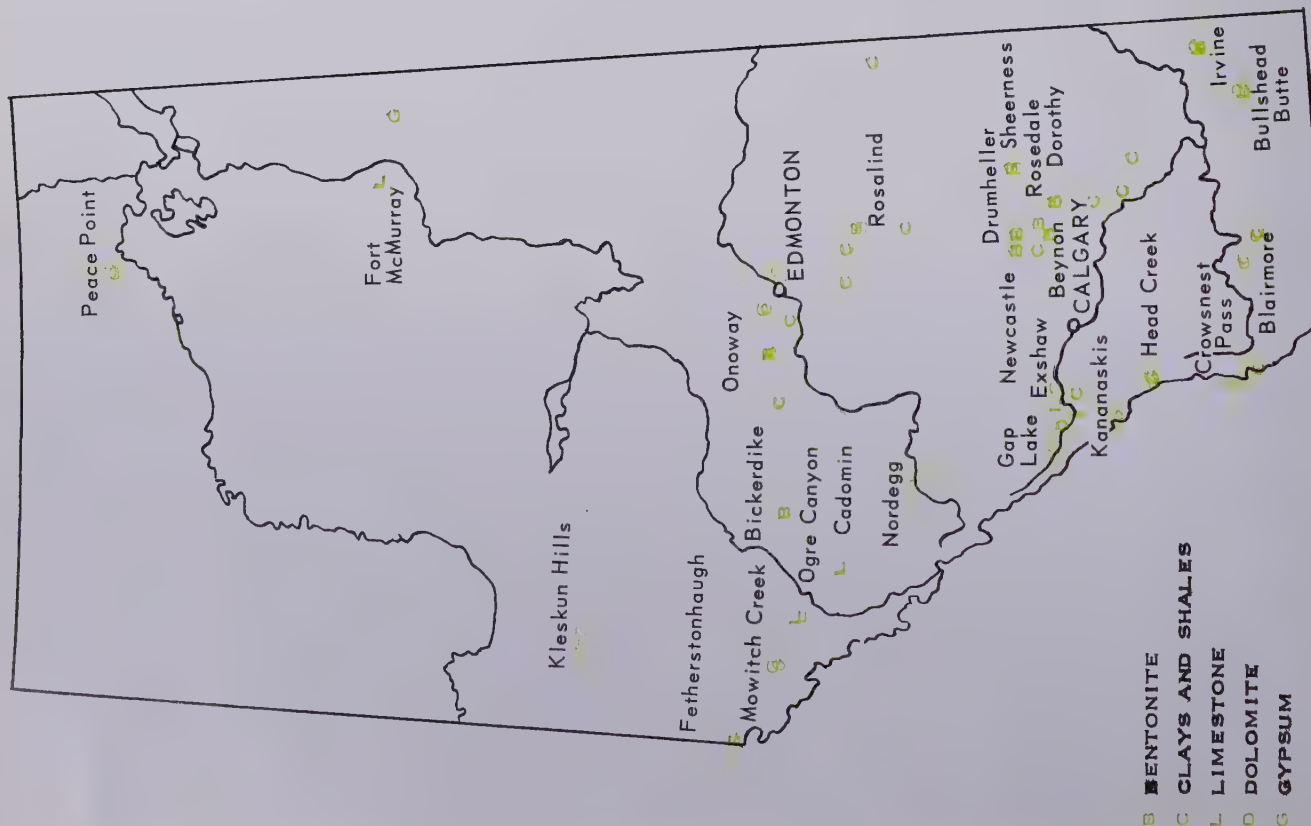 Peace Point
G
G
Fort
McMurray
L
Kleskun Hills
Fetherstonhaugh
Mowitch Creek
G
Bickerdike
B
Ogre Canyon
L
Cadomin
L
Nordegg
Onoway
C
C
EDMONTON
C
C
C
Rosalind
C
Drumheller
Sheerness
Rosedale
Dorothy
Newcastle
B
B
C
B
B
Beynon
C
C
C
Gap
Lake
Exshaw
CALGARY
C
Kananaskis
Head Creek
G
Crowsnest
Pass
Blairmore
C
C
Irvine
B
Bullshead
Butte
B BENTONITE
C CLAYS AND SHALES
L LIMESTONE
D DOLOMITE
G GYPSUM